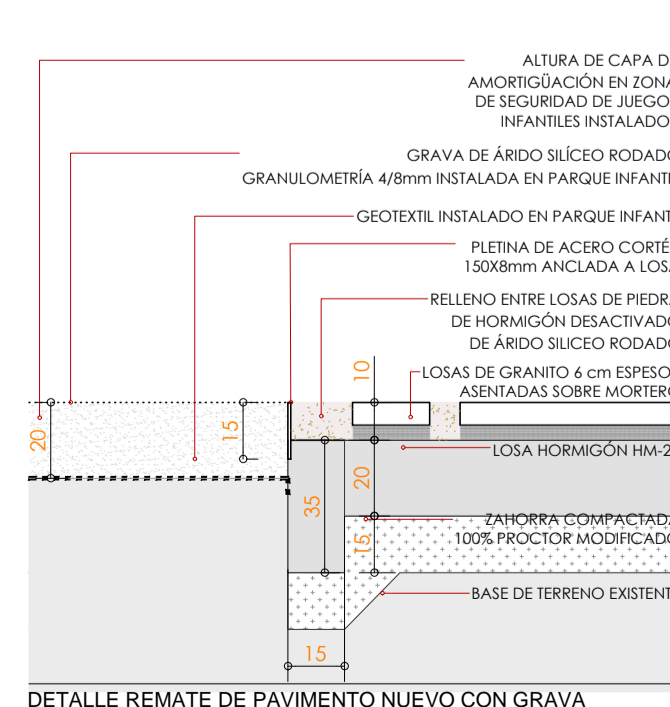 ALTURA DE CAPA D
AMORTIGÜACIÓN EN ZONA
DE SEGURIDAD DE JUEGO
INFANTILES INSTALADO
GRAVA DE ÁRIDO SILÍCEO RODADO
GRANULOMETRÍA 4/8mm INSTALADA EN PARQUE INFANTI
GEOTEXTIL INSTALADO EN PARQUE INFANT
PLETINA DE ACERO CORTÉ
150X8mm ANCLADA A LOSA
RELLENO ENTRE LOSAS DE PIEDRA
DE HORMIGÓN DESACTIVADO
DE ÁRIDO SILICEO RODADO
10
LOSAS DE GRANITO 6 cm ESPESO
ASENTADAS SOBRE MORTERO
20
15
LOSA HORMIGÓN HM-2
20
35
ZAHORRA COMPACTADA
15
100% PROCTOR MODIFICADO
BASE DE TERRENO EXISTENT
15
DETALLE REMATE DE PAVIMENTO NUEVO CON GRAVA